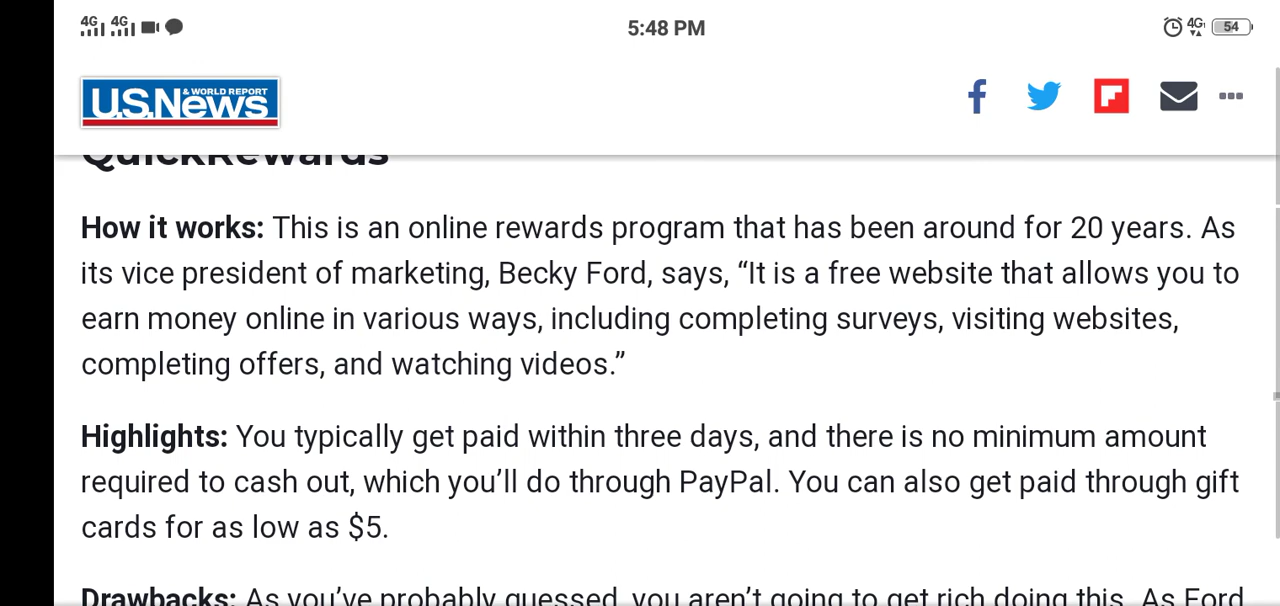 4G 4G 5:48 PM 4G 54
U.S.News & WORLD REPORT
QuickRewards
How it works: This is an online rewards program that has been around for 20 years. As
its vice president of marketing, Becky Ford, says, “It is a free website that allows you to
earn money online in various ways, including completing surveys, visiting websites,
completing offers, and watching videos.”
Highlights: You typically get paid within three days, and there is no minimum amount
required to cash out, which you’ll do through PayPal. You can also get paid through gift
cards for as low as $5.
Drawbacks: As you’ve probably guessed, you aren’t going to get rich doing this. As Ford